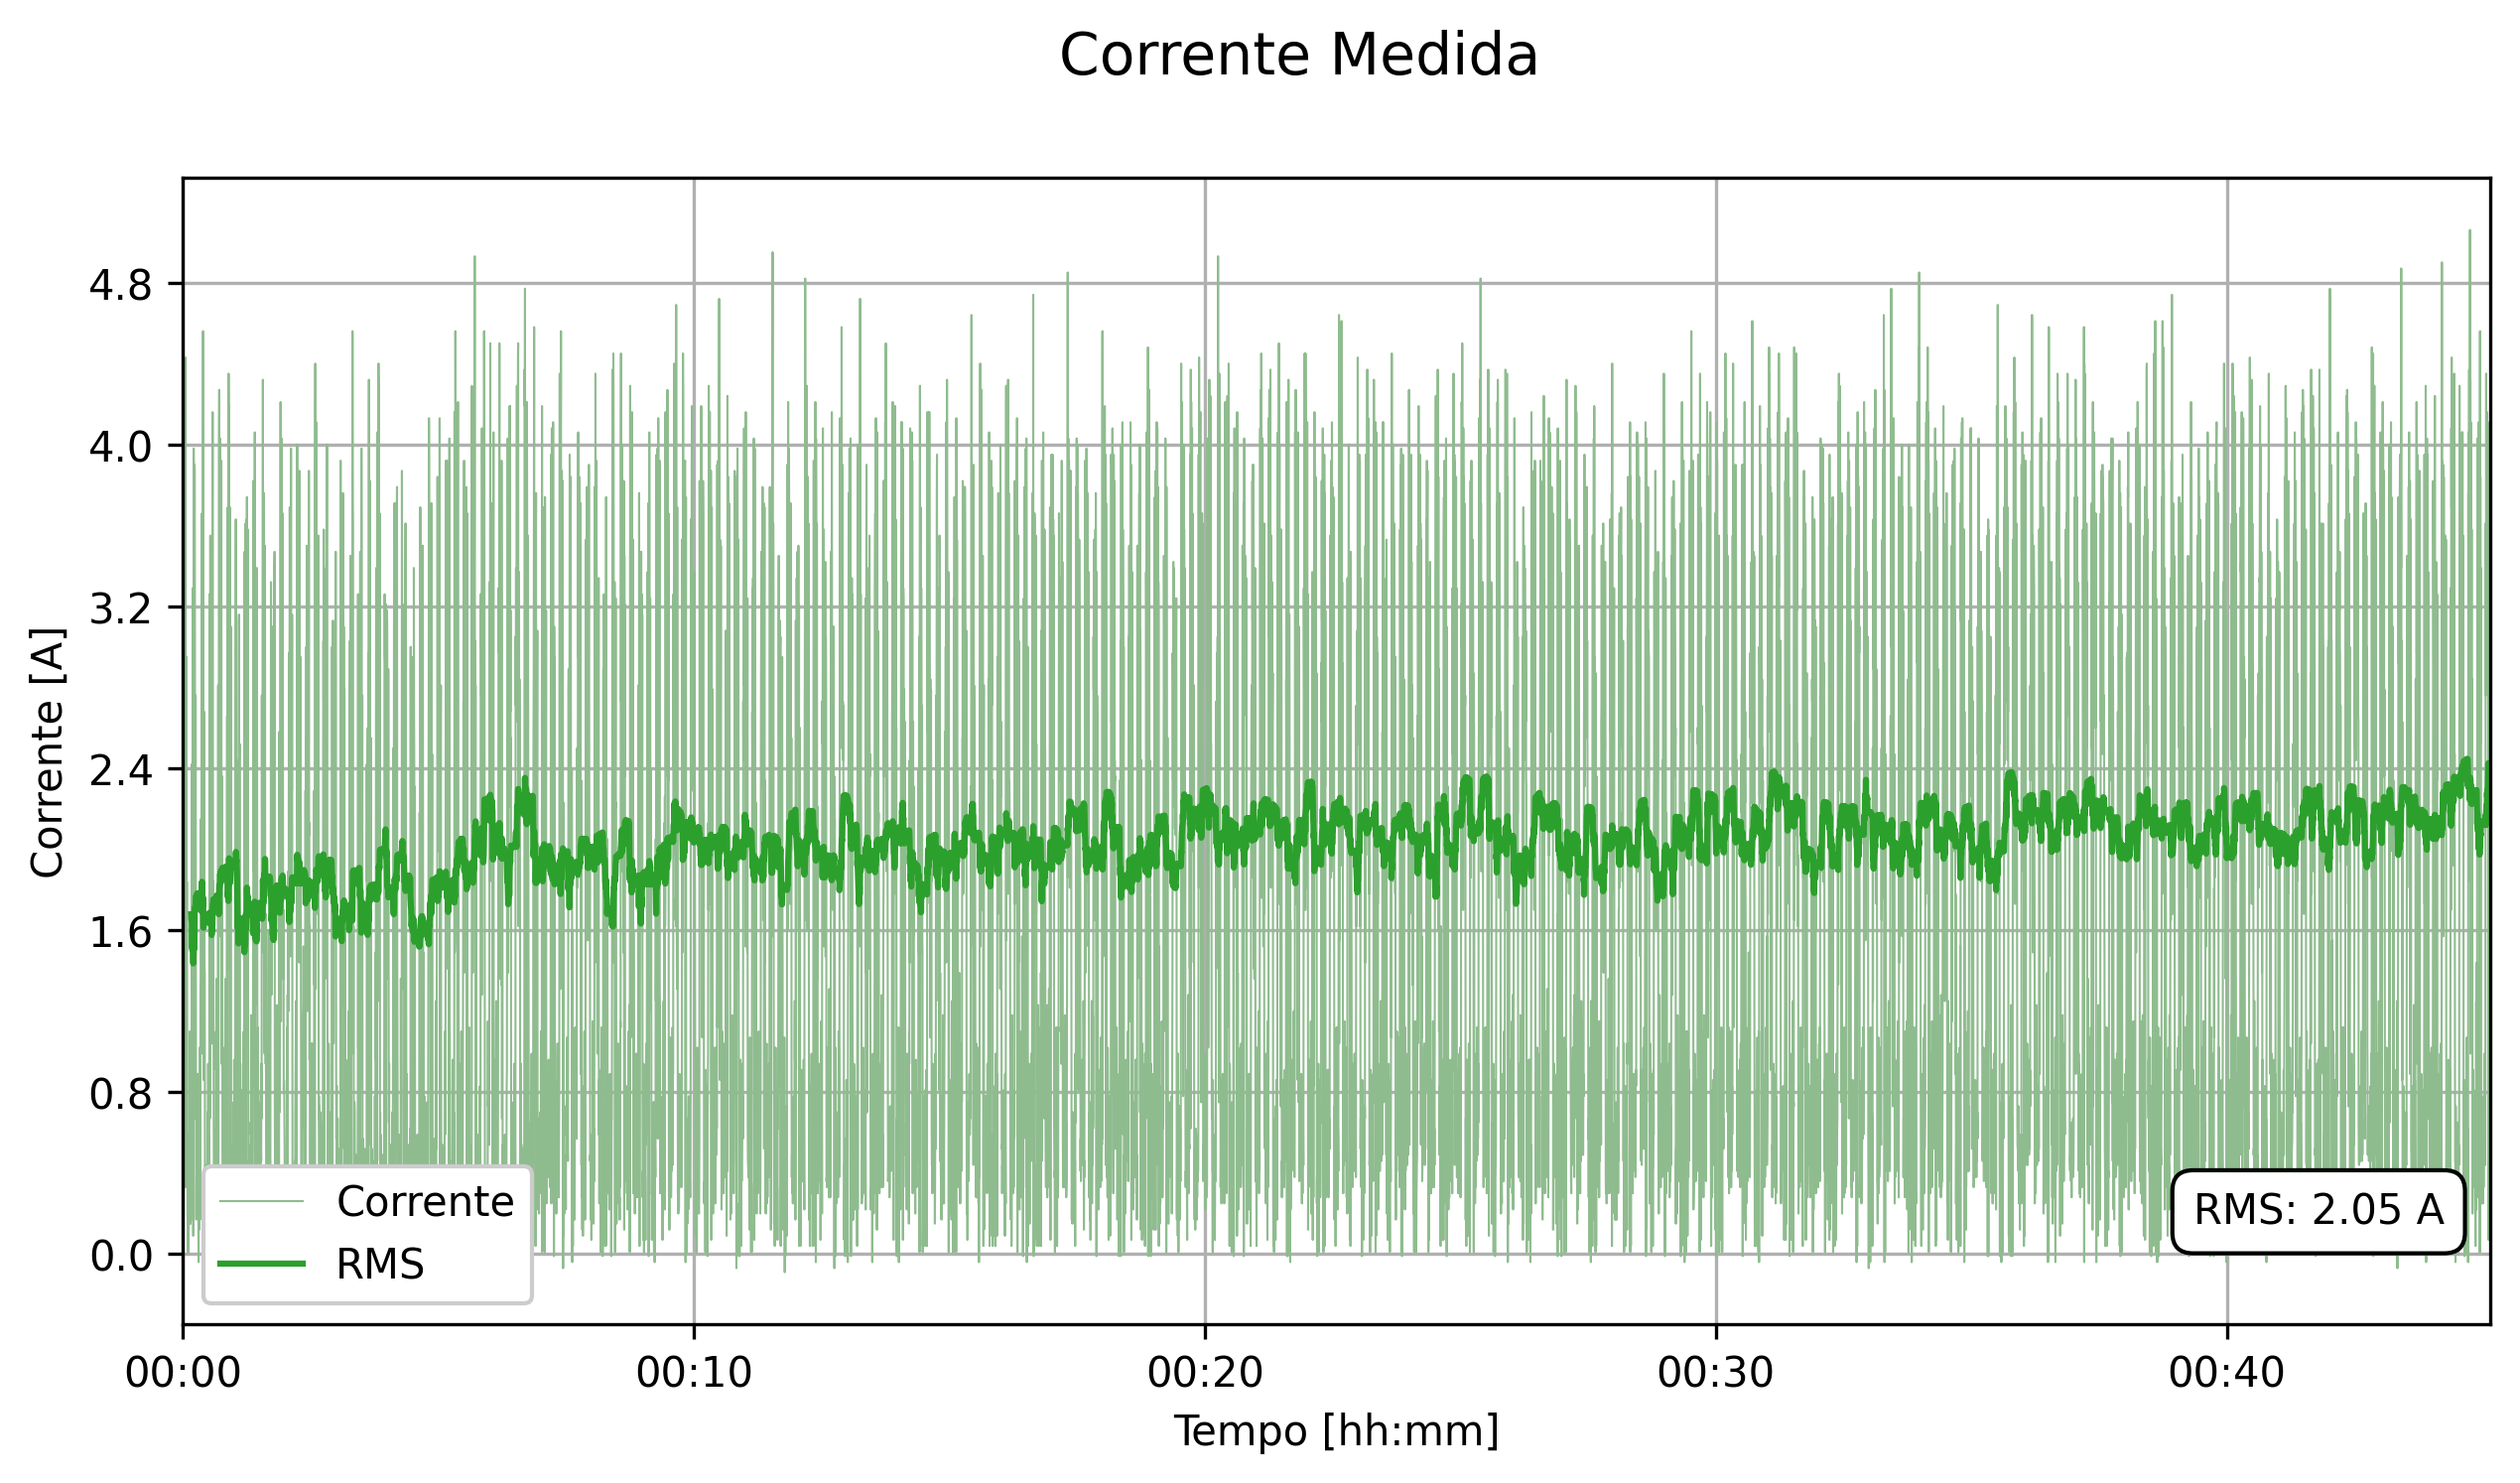 Corrente Medida
4.8
4.0
3.2
2.4
1.6
0.8
0.0
Corrente [A]
Corrente
RMS
RMS: 2.05 A
00:00
00:10
00:20
00:30
00:40
Tempo [hh:mm]